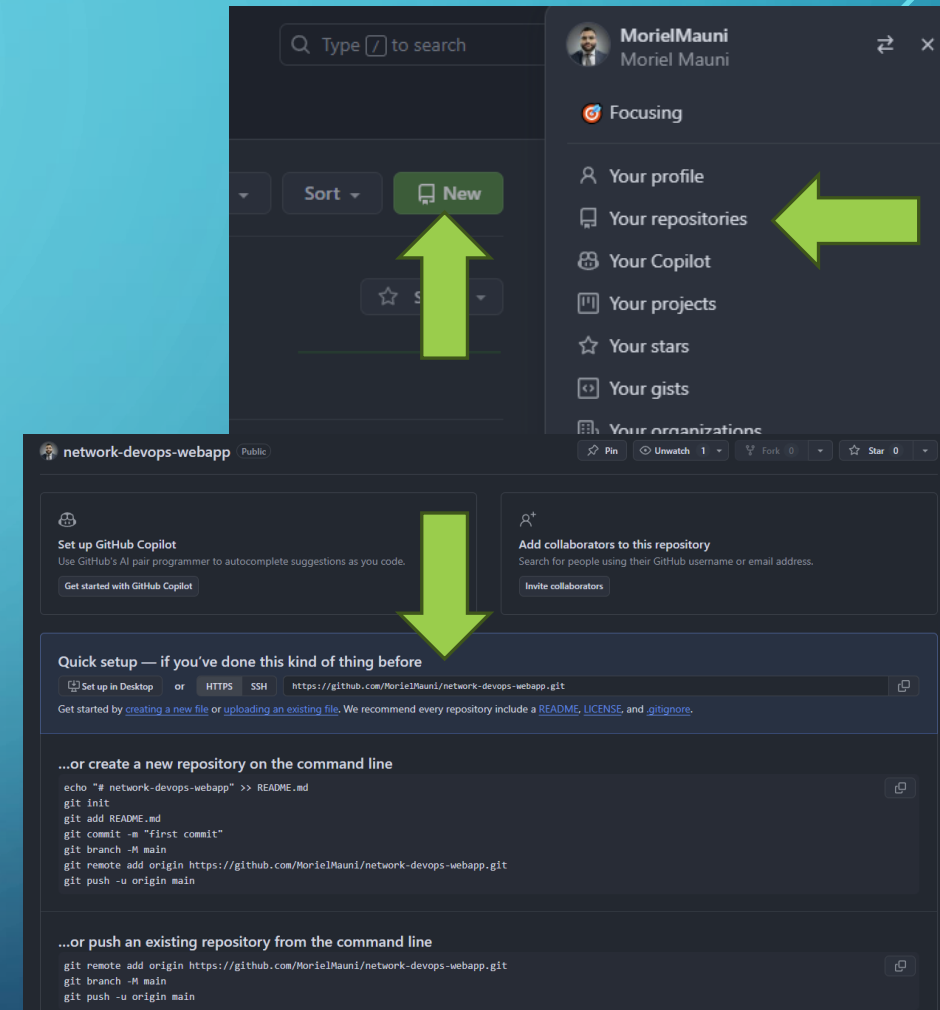 Type / to search
MorielMauni
Moriel Mauni
Focusing
Sort
New
Your profile
Your repositories
Your Copilot
Your projects
Your stars
Your gists
Your organizations
network-devops-webapp Public
Pin Unwatch 1 Fork 0 Star 0
Set up GitHub Copilot
Use GitHub's AI pair programmer to autocomplete suggestions as you code.
Get started with GitHub Copilot
Add collaborators to this repository
Search for people using their GitHub username or email address.
Invite collaborators
Quick setup — if you've done this kind of thing before
Set up in Desktop or HTTPS SSH https://github.com/MorielMauni/network-devops-webapp.git
Get started by creating a new file or uploading an existing file. We recommend every repository include a README, LICENSE, and .gitignore.
...or create a new repository on the command line
echo "# network-devops-webapp" >> README.md
git init
git add README.md
git commit -m "first commit"
git branch -M main
git remote add origin https://github.com/MorielMauni/network-devops-webapp.git
git push -u origin main
...or push an existing repository from the command line
git remote add origin https://github.com/MorielMauni/network-devops-webapp.git
git branch -M main
git push -u origin main